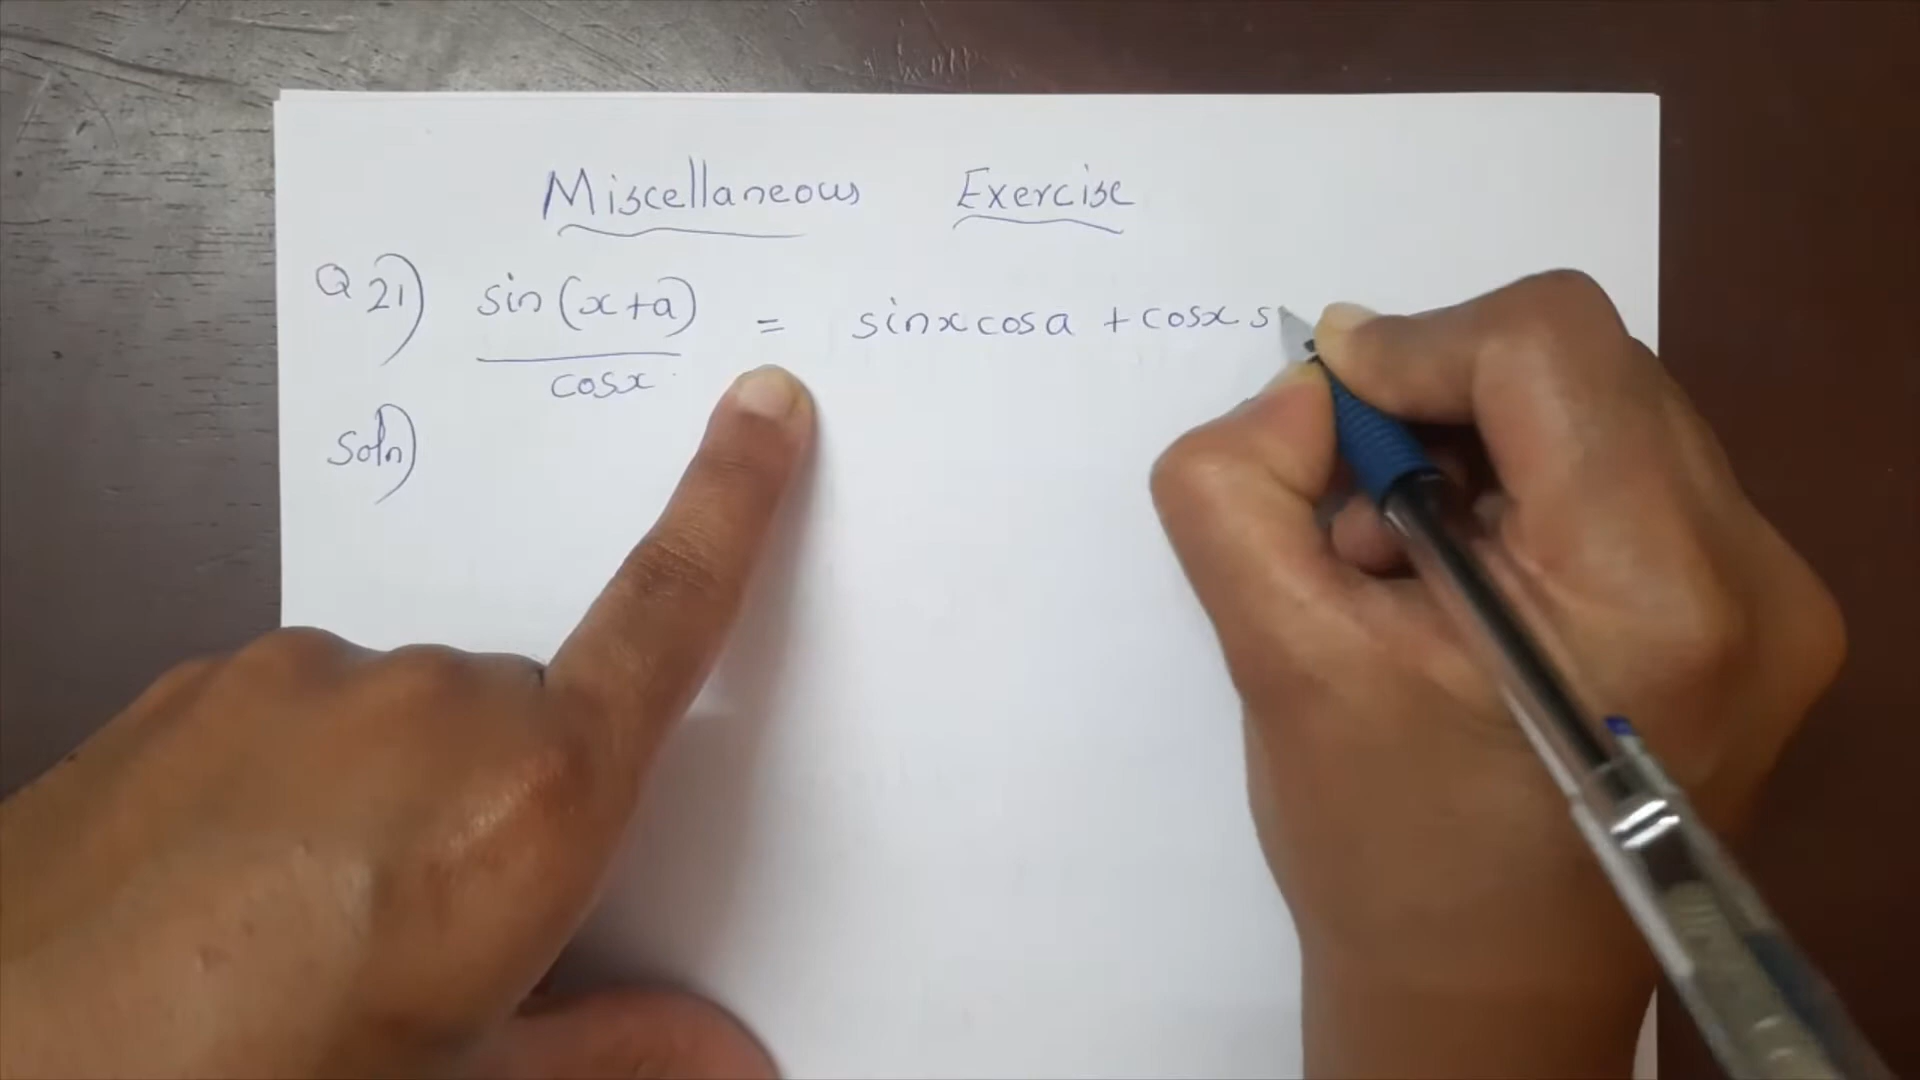 Miscellaneous Exercise
Q 21) sin(x+a) = sinx cosa + cosx s
cosx
Soln)